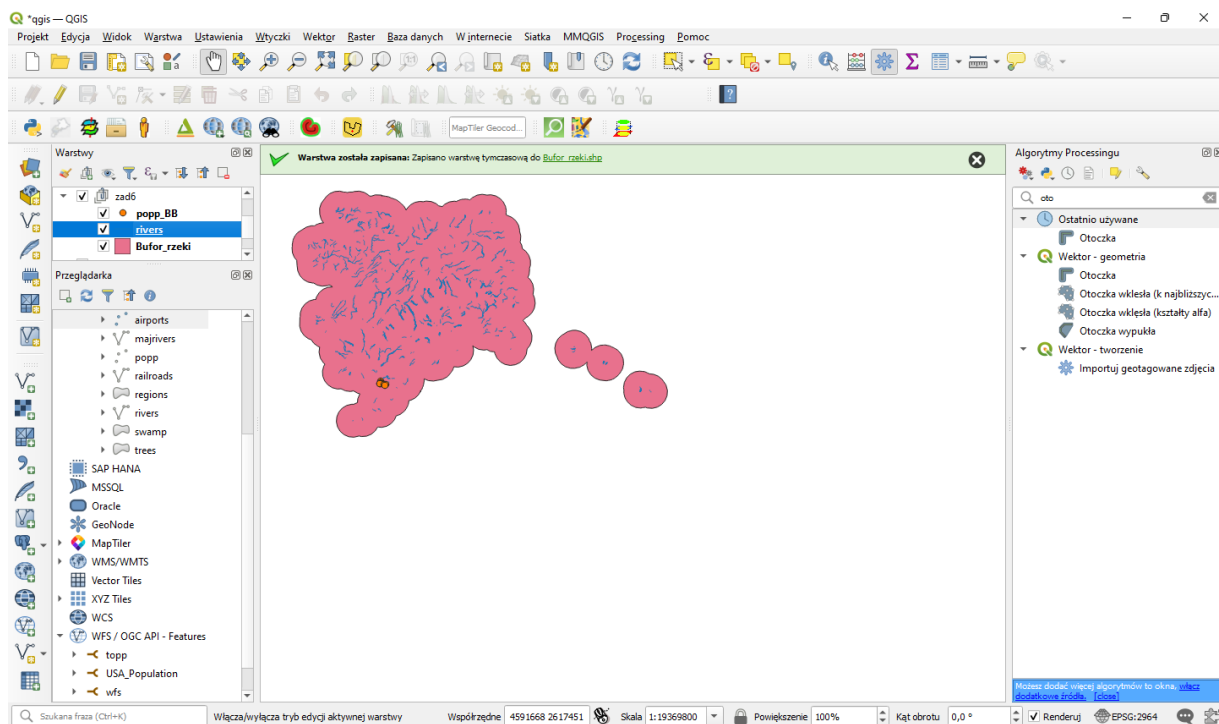 *qgis — QGIS
Projekt Edycja Widok Warstwa Ustawienia Wtyczki Wektor Raster Baza danych W internecie Siatka MMQGIS Processing Pomoc
MapTiler Geocod...
Warstwy
zad6
popp_BB
rivers
Bufor_rzeki
Przeglądarka
airports
majrivers
popp
railroads
regions
rivers
swamp
trees
SAP HANA
MSSQL
Oracle
GeoNode
MapTiler
WMS/WMTS
Vector Tiles
XYZ Tiles
WCS
WFS / OGC API - Features
topp
USA_Population
wfs
Warstwa została zapisana: Zapisano warstwę tymczasową do Bufor_rzeki.shp
Algorytmy Processingu
oto
Ostatnio używane
Otoczka
Wektor - geometria
Otoczka
Otoczka wklesła (k najbliższyc...
Otoczka wklęsła (kształty alfa)
Otoczka wypukła
Wektor - tworzenie
Importuj geotagowane zdjęcia
Możesz dodać więcej algorytmów to okna, włącz
dodatkowe źródła. [close]
Szukana fraza (Ctrl+K) Włącza/wyłącza tryb edycji aktywnej warstwy Współrzędne 4591668 2617451 Skala 1:19369800 Powiększenie 100% Kąt obrotu 0,0 ° Renderuj EPSG:2964